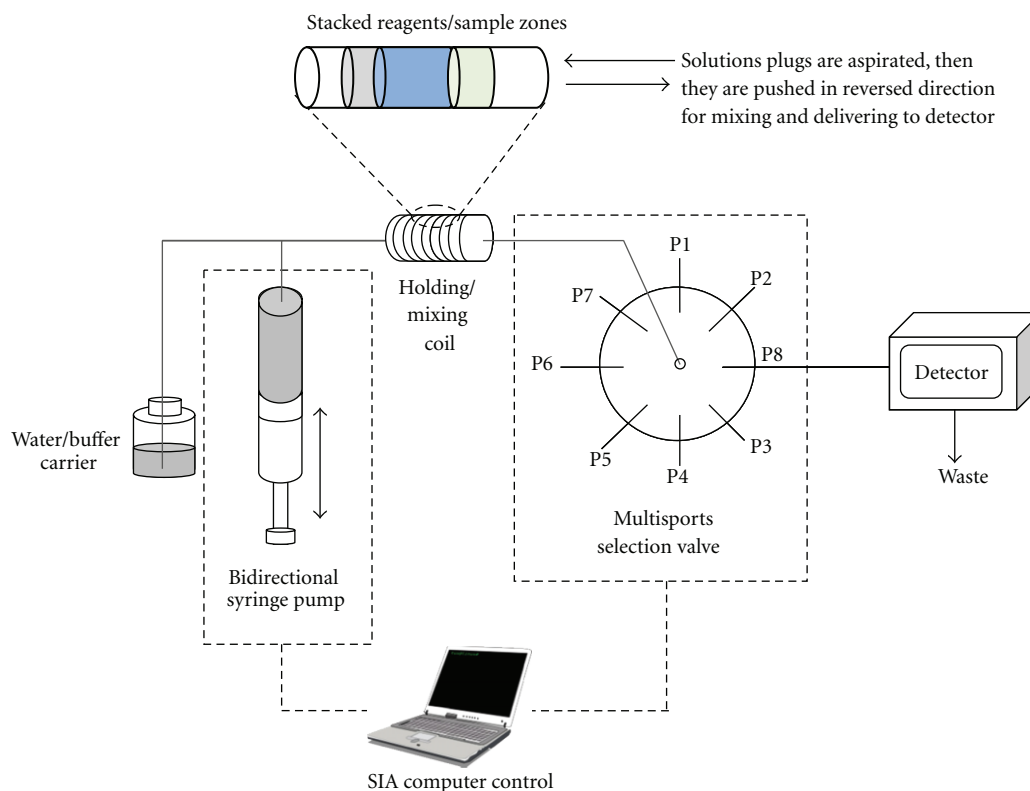 Stacked reagents/sample zones
Solutions plugs are aspirated, then
they are pushed in reversed direction
for mixing and delivering to detector
Holding/
mixing
coil
P1
P2
P7
P6
P8
P5
P4
P3
Detector
Waste
Water/buffer
carrier
Multisports
selection valve
Bidirectional
syringe pump
SIA computer control